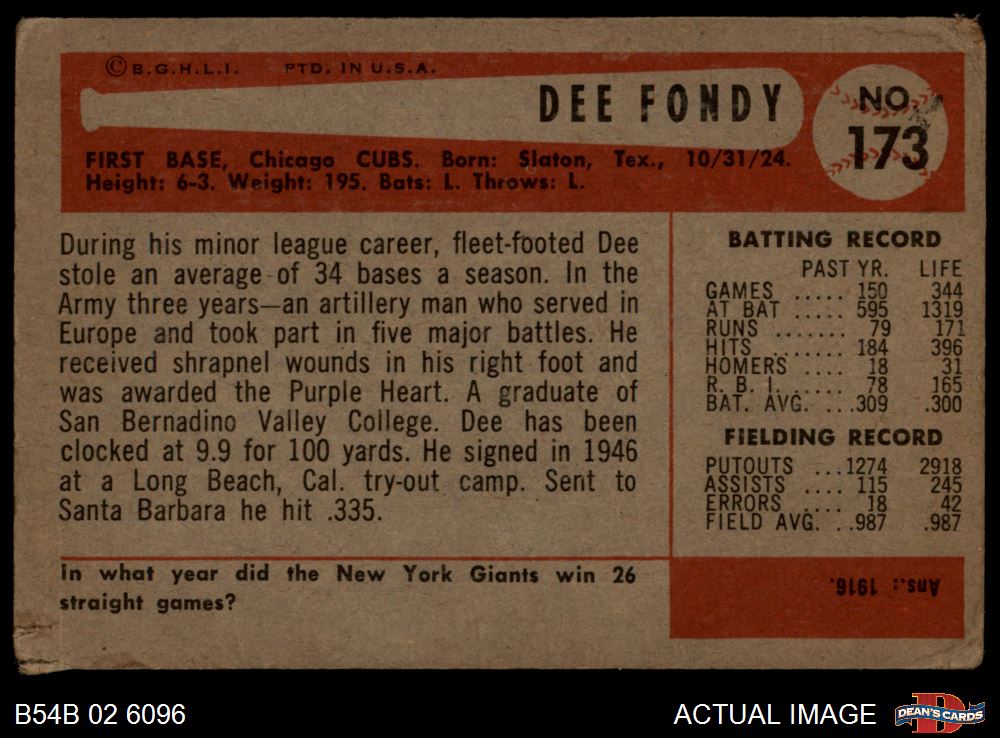 © B.G.H.L.I. PTD. IN U.S.A.
DEE FONDY
NO.
173
FIRST BASE, Chicago CUBS. Born: Slaton, Tex., 10/31/24.
Height: 6-3. Weight: 195. Bats: L. Throws: L.
During his minor league career, fleet-footed Dee
stole an average of 34 bases a season. In the
Army three years—an artillery man who served in
Europe and took part in five major battles. He
received shrapnel wounds in his right foot and
was awarded the Purple Heart. A graduate of
San Bernadino Valley College. Dee has been
clocked at 9.9 for 100 yards. He signed in 1946
at a Long Beach, Cal. try-out camp. Sent to
Santa Barbara he hit .335.
BATTING RECORD
PAST YR. LIFE
GAMES ..... 150 344
AT BAT ..... 595 1319
RUNS ....... 79 171
HITS ....... 184 396
HOMERS .... 18 31
R. B. I. ...... 78 165
BAT. AVG. ...309 .300
FIELDING RECORD
PUTOUTS ...1274 2918
ASSISTS .... 115 245
ERRORS ..... 18 42
FIELD AVG. ..987 .987
In what year did the New York Giants win 26
straight games?
Ans.: 1916.
B54B 02 6096
ACTUAL IMAGE
DEAN'S CARDS